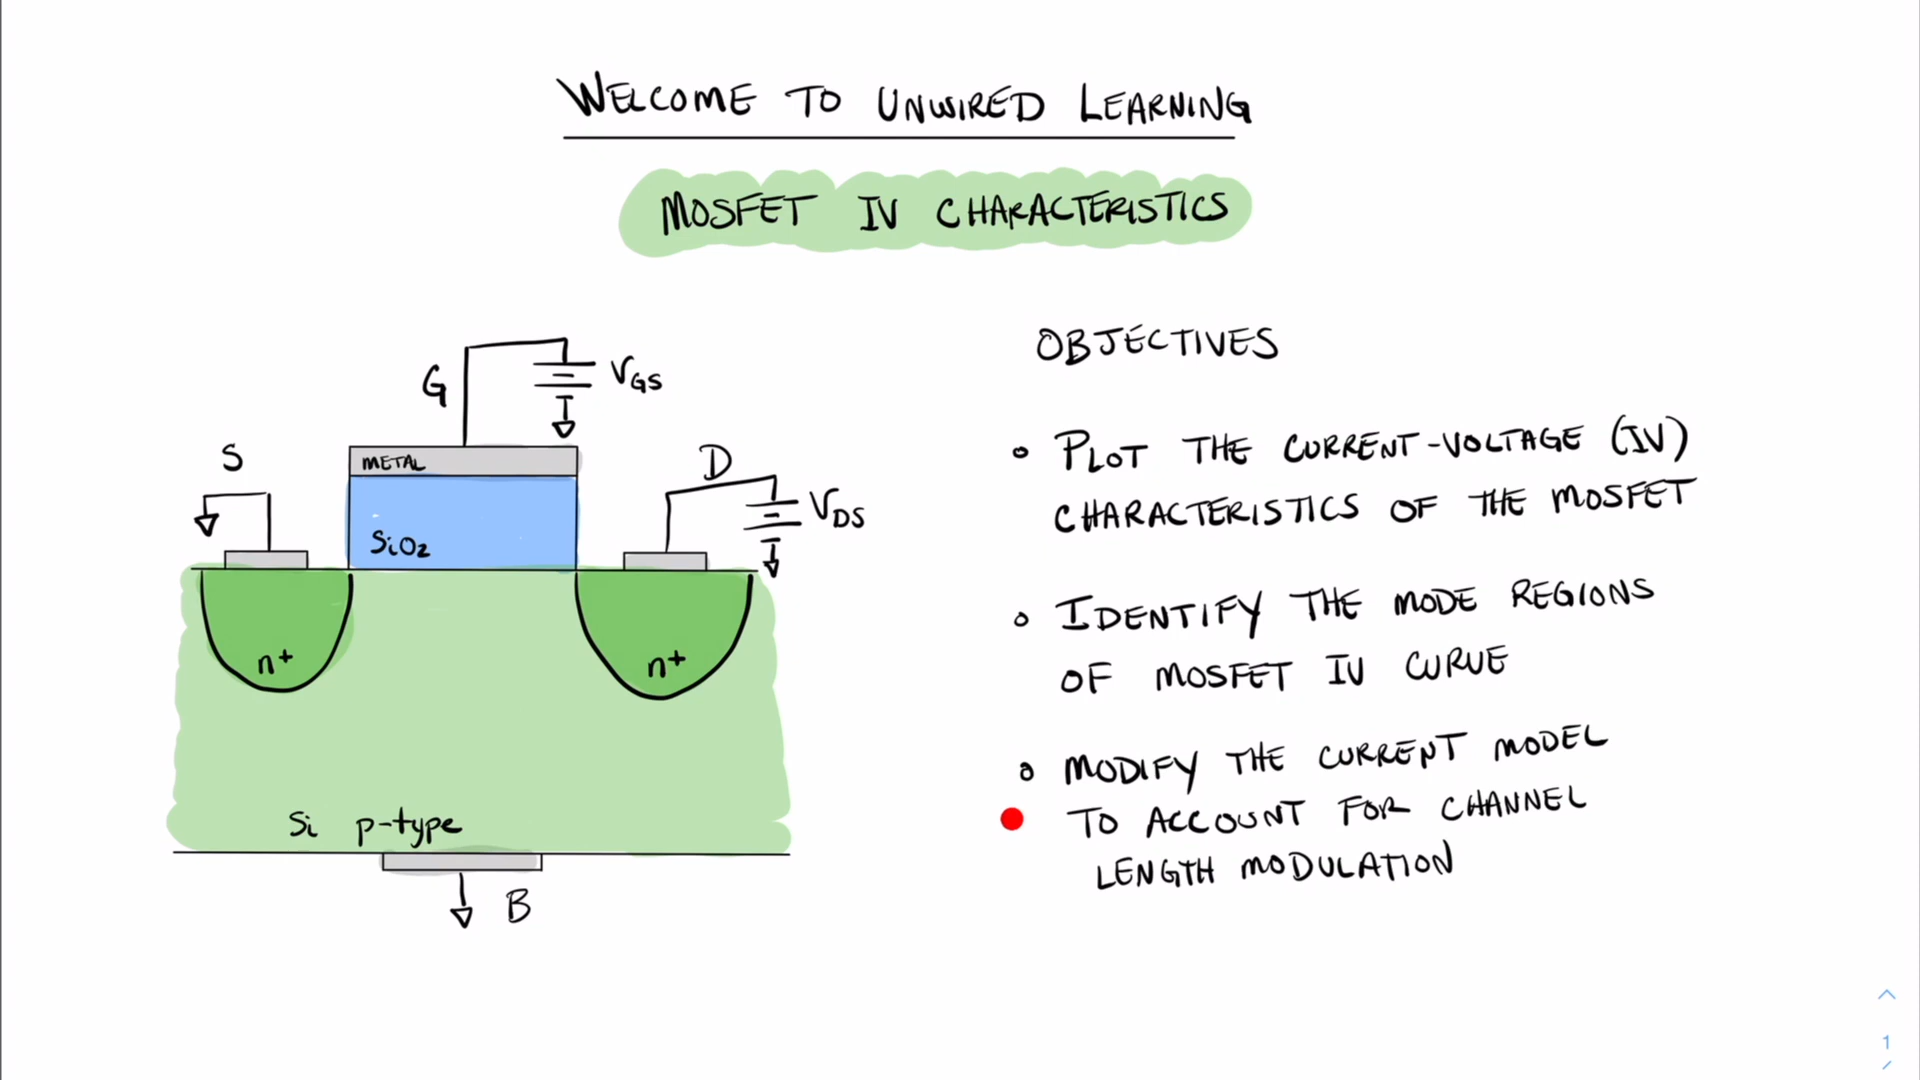 WELCOME TO UNWIRED LEARNING
MOSFET IV CHARACTERISTICS
G
VGS
S
METAL
D
VDS
SiO2
n+
n+
Si p-type
B
OBJECTIVES
PLOT THE CURRENT-VOLTAGE (IV)
CHARACTERISTICS OF THE MOSFET
IDENTIFY THE MODE REGIONS
OF MOSFET IV CURVE
MODIFY THE CURRENT MODEL
TO ACCOUNT FOR CHANNEL
LENGTH MODULATION
1